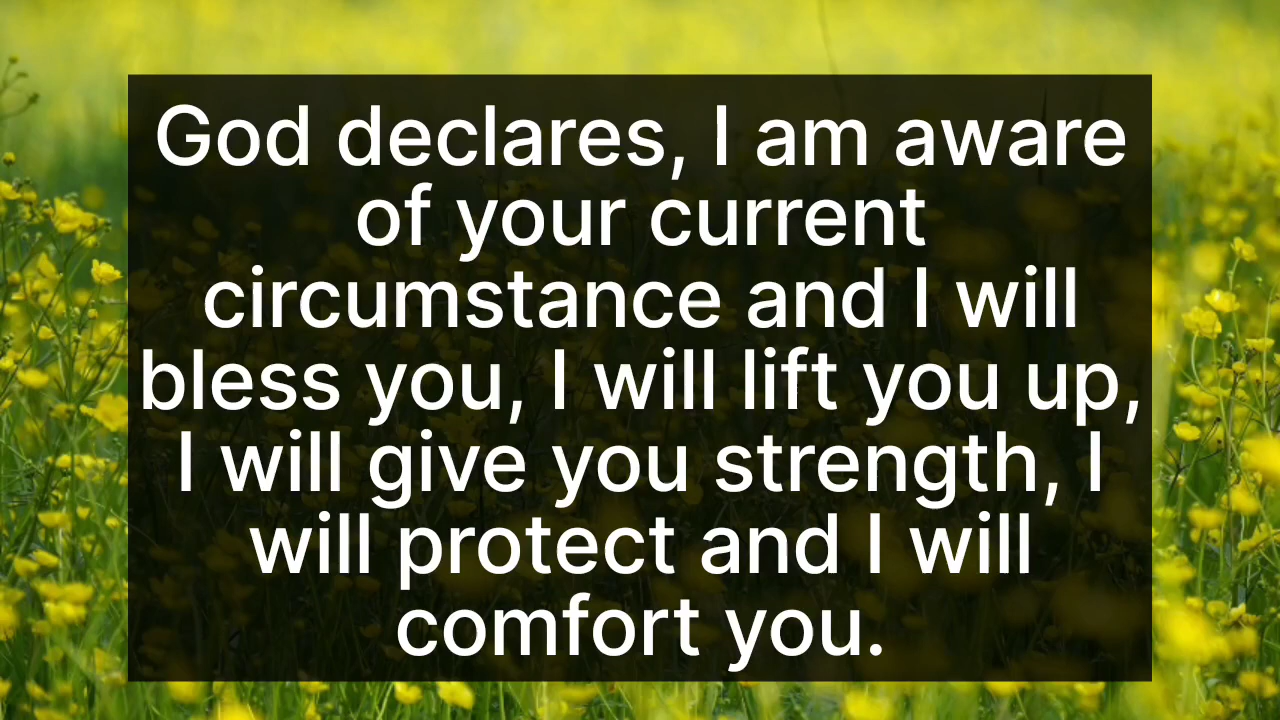 God declares, I am aware
of your current
circumstance and I will
bless you, I will lift you up,
I will give you strength, I
will protect and I will
comfort you.